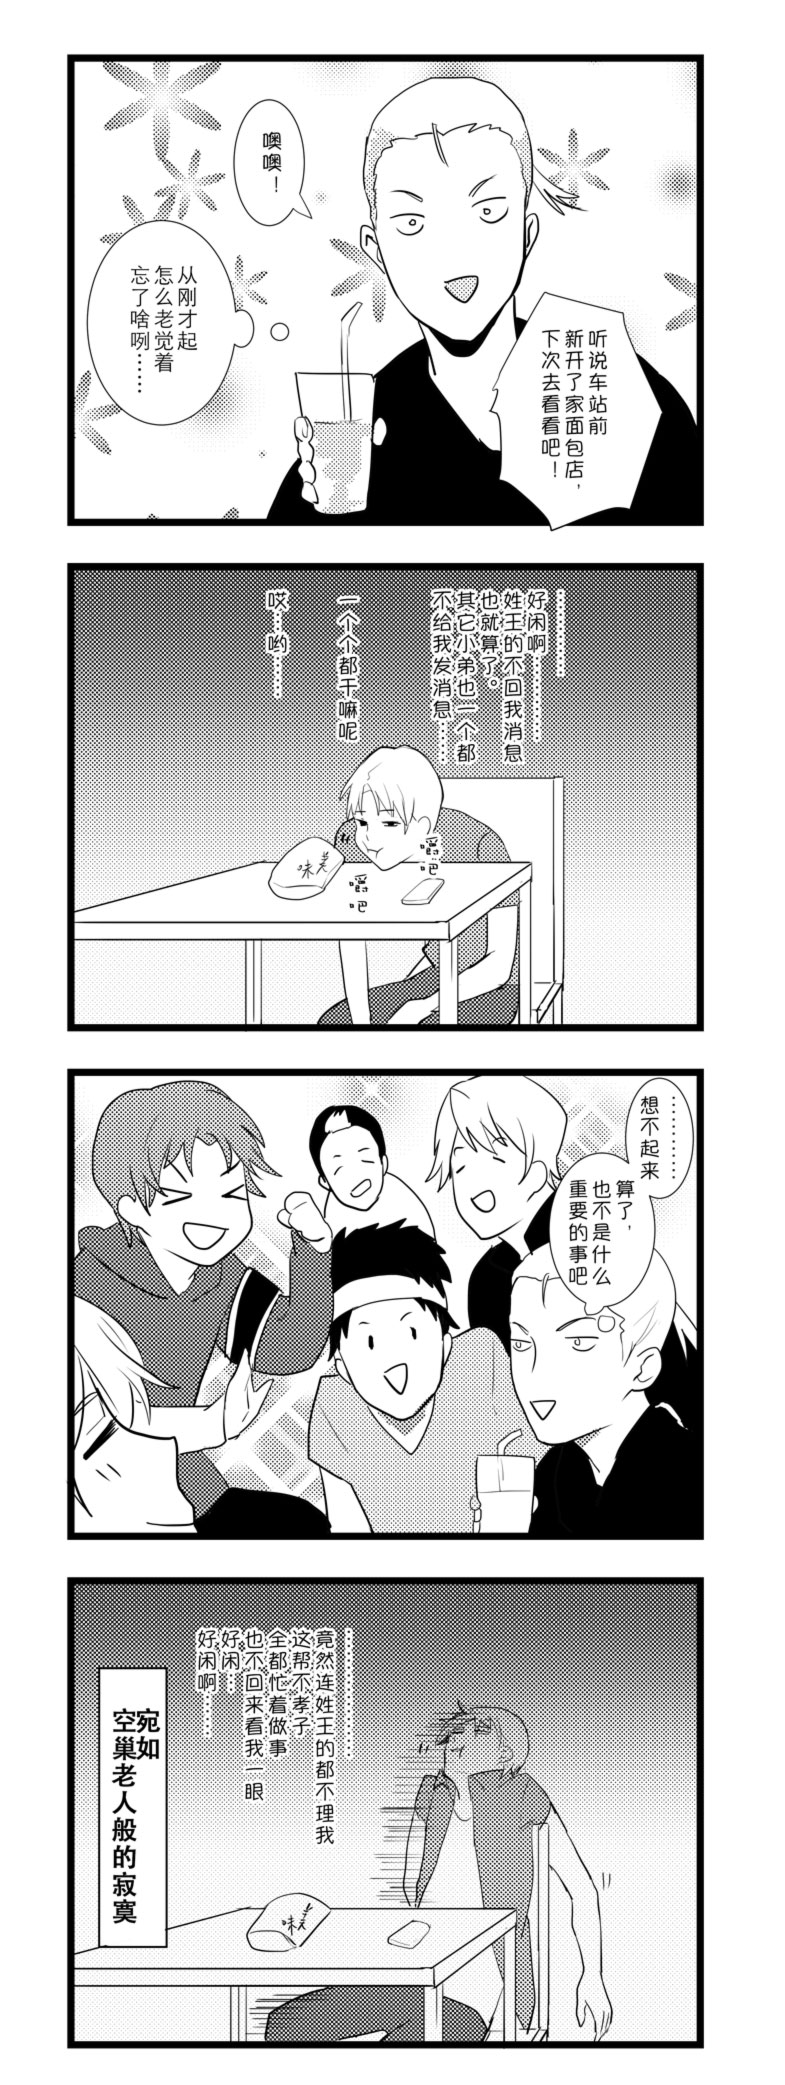 听说车站前
新开了家面包店，
下次去看看吧！
噢噢！
从刚才起
怎么老觉着
忘了啥咧……
…………………
好闲啊…………
姓王的不回我消息
也就算了。
其它小弟也一个都
不给我发消息……
一个个都干嘛呢
哎…哟……
美
味
嚼吧
嚼吧
…………
想不起来
算了，
也不是什么
重要的事吧
…………………
竟然连姓王的都不理我
这帮不孝子
全都忙着做事
也不回来看我一眼
好闲…
好闲啊……
美
味
宛如
空巢老人般的寂寞